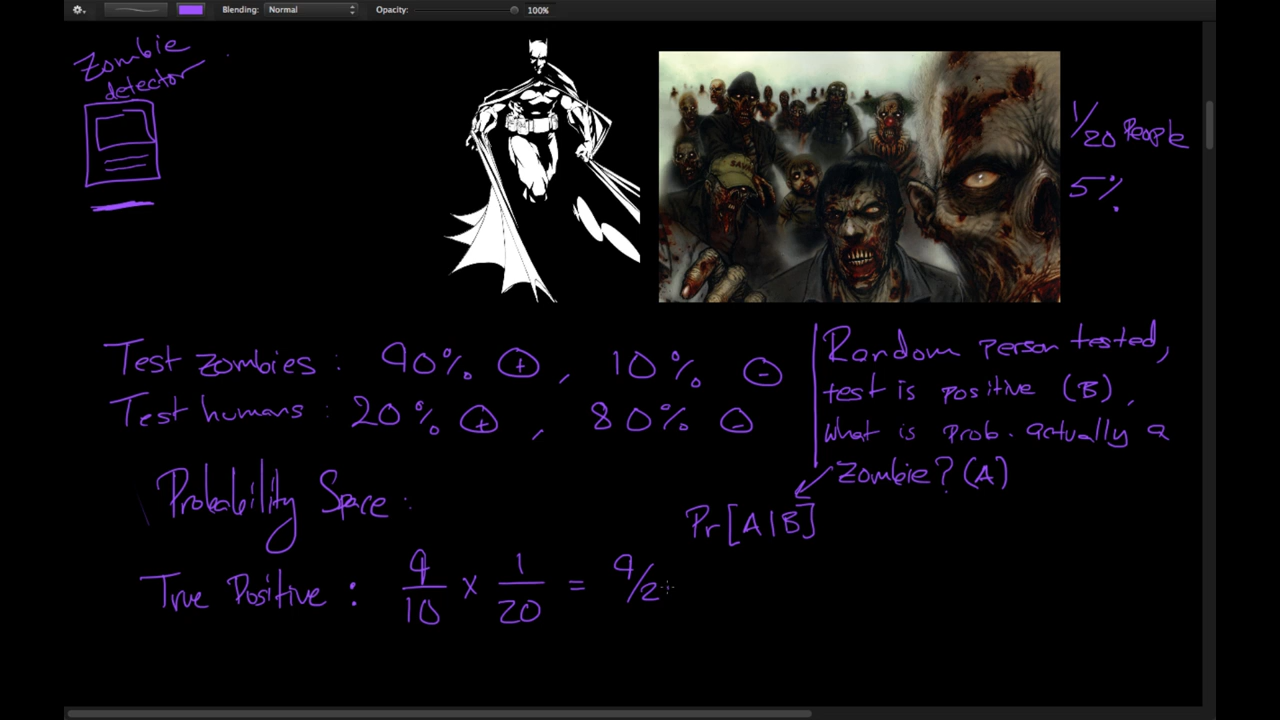 Blending: Normal Opacity: 100%
Zombie
detector
1/20 People
5%
SAVAGE
Test zombies : 90% + , 10% -
Test humans : 20% + , 80% -
Random person tested,
test is positive (B),
what is prob. actually a
Zombie? (A)
Probability Space :
Pr[A|B]
True Positive : 9/10 x 1/20 = 9/2